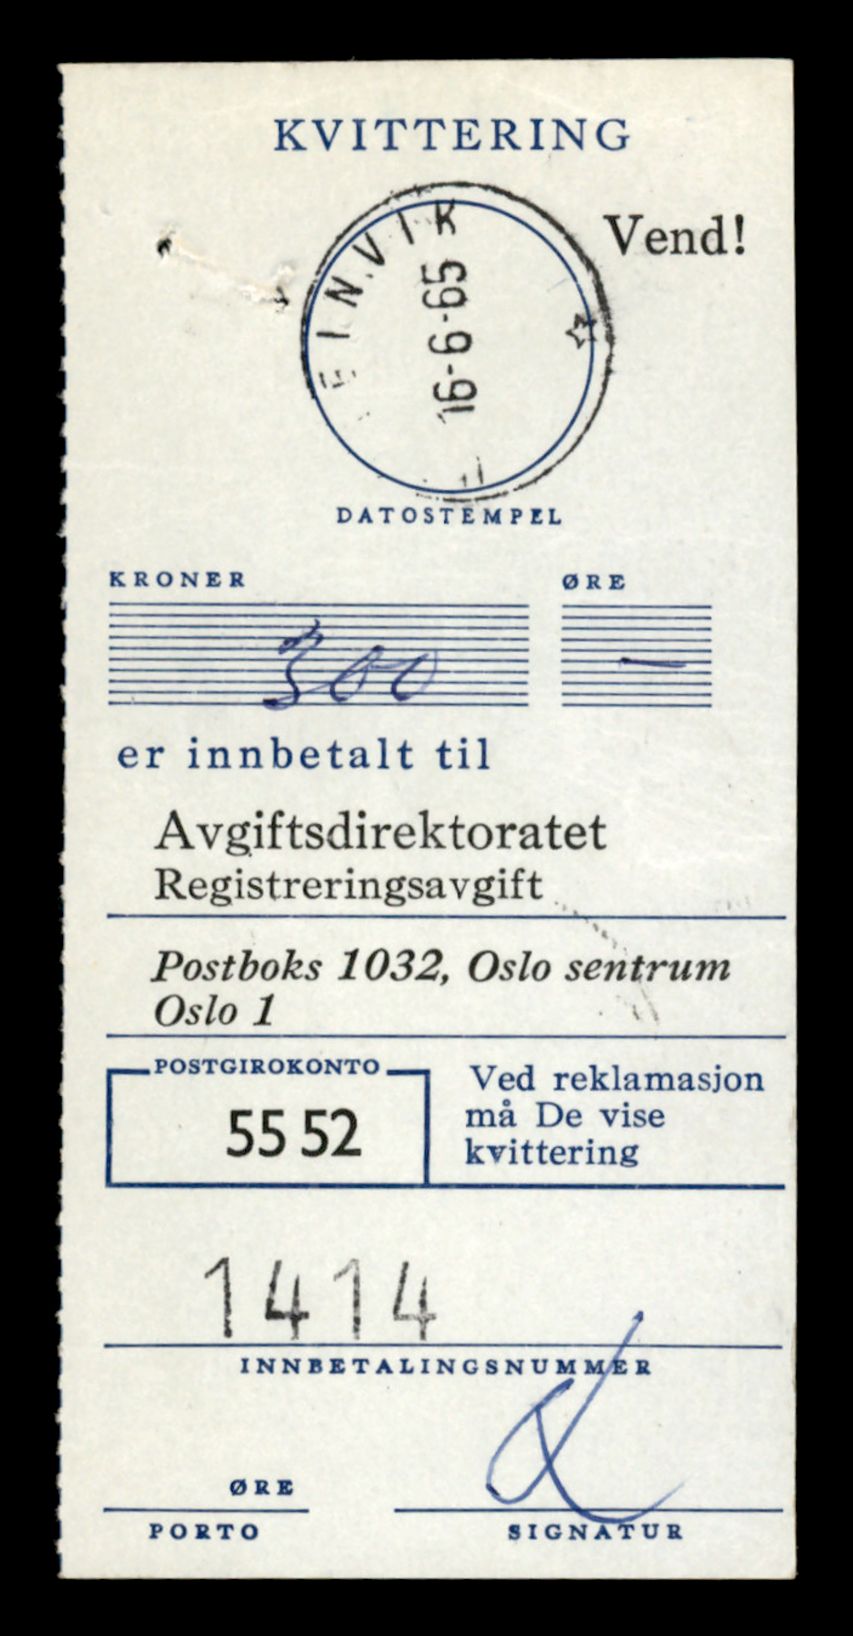 KVITTERING
Vend!
EINVIK
16-6-65
DATOSTEMPEL
KRONER ØRE
300 —
er innbetalt til
Avgiftsdirektoratet
Registreringsavgift
Postboks 1032, Oslo sentrum
Oslo 1
POSTGIROKONTO
55 52
Ved reklamasjon
må De vise
kvittering
1414
INNBETALINGSNUMMER
ØRE
PORTO
SIGNATUR